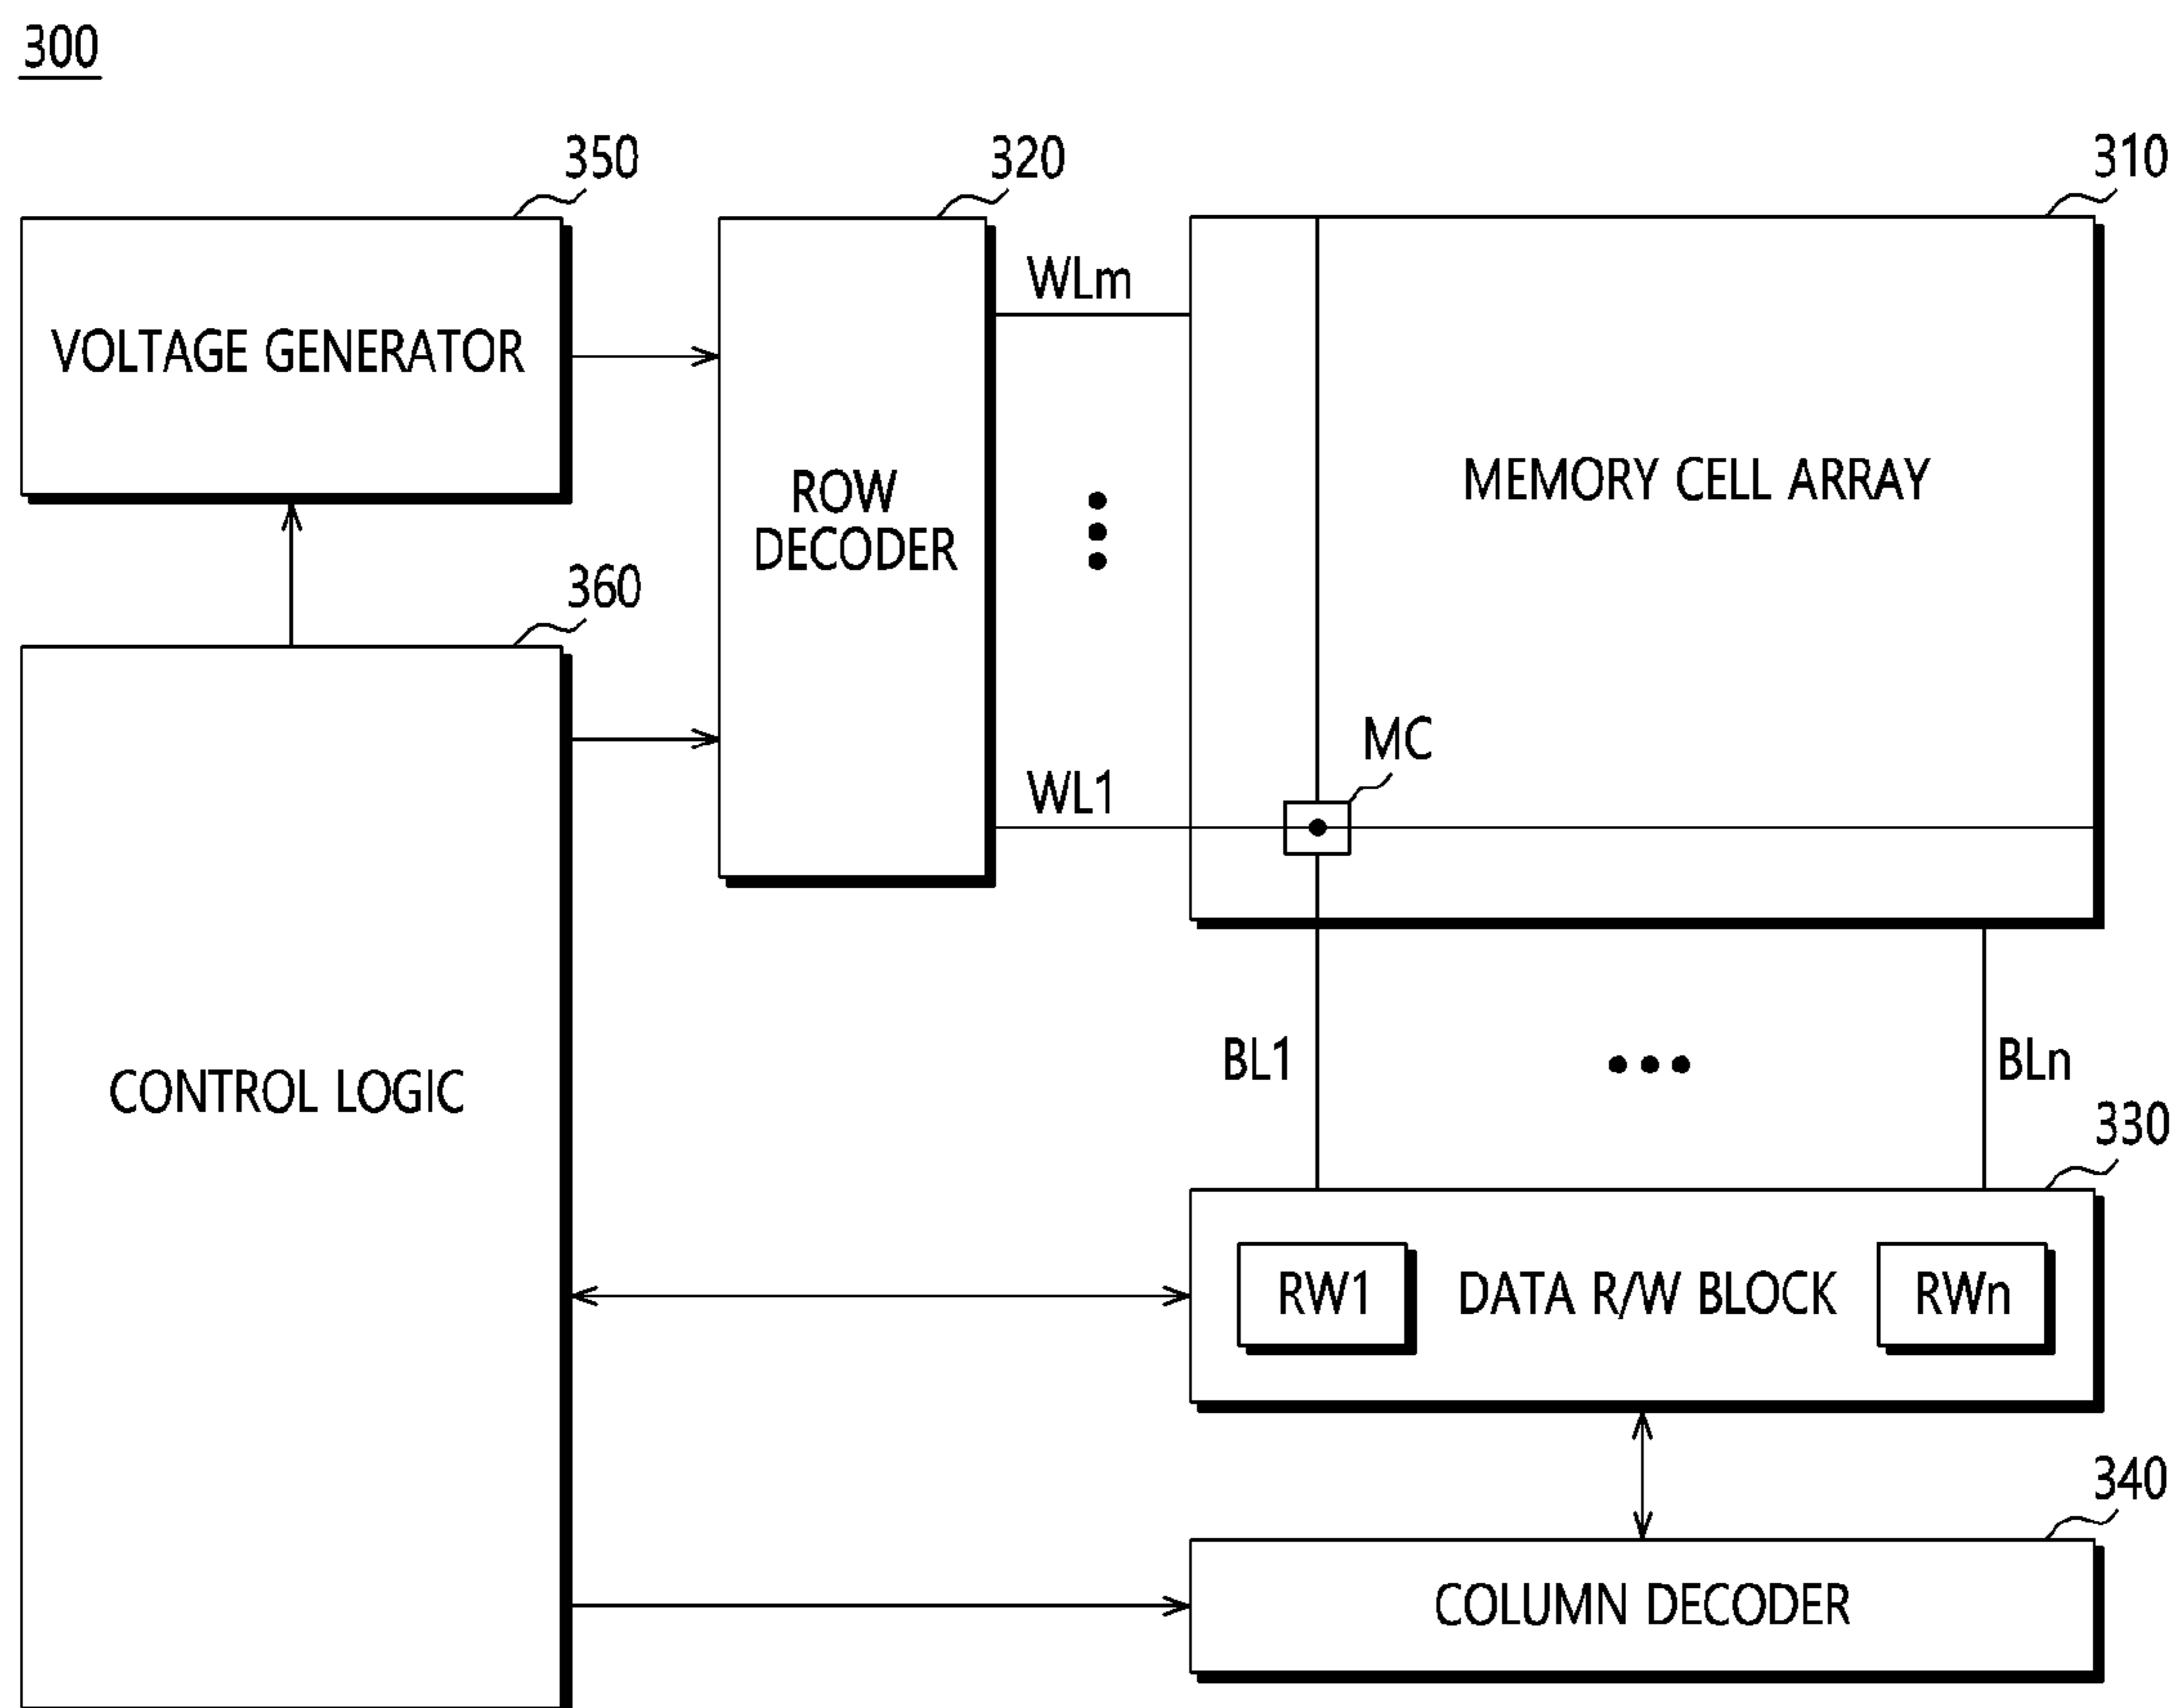 300
350
320
310
VOLTAGE GENERATOR
WLm
ROW
DECODER
MEMORY CELL ARRAY
360
MC
WL1
CONTROL LOGIC
BL1
BLn
330
RW1
DATA R/W BLOCK
RWn
340
COLUMN DECODER